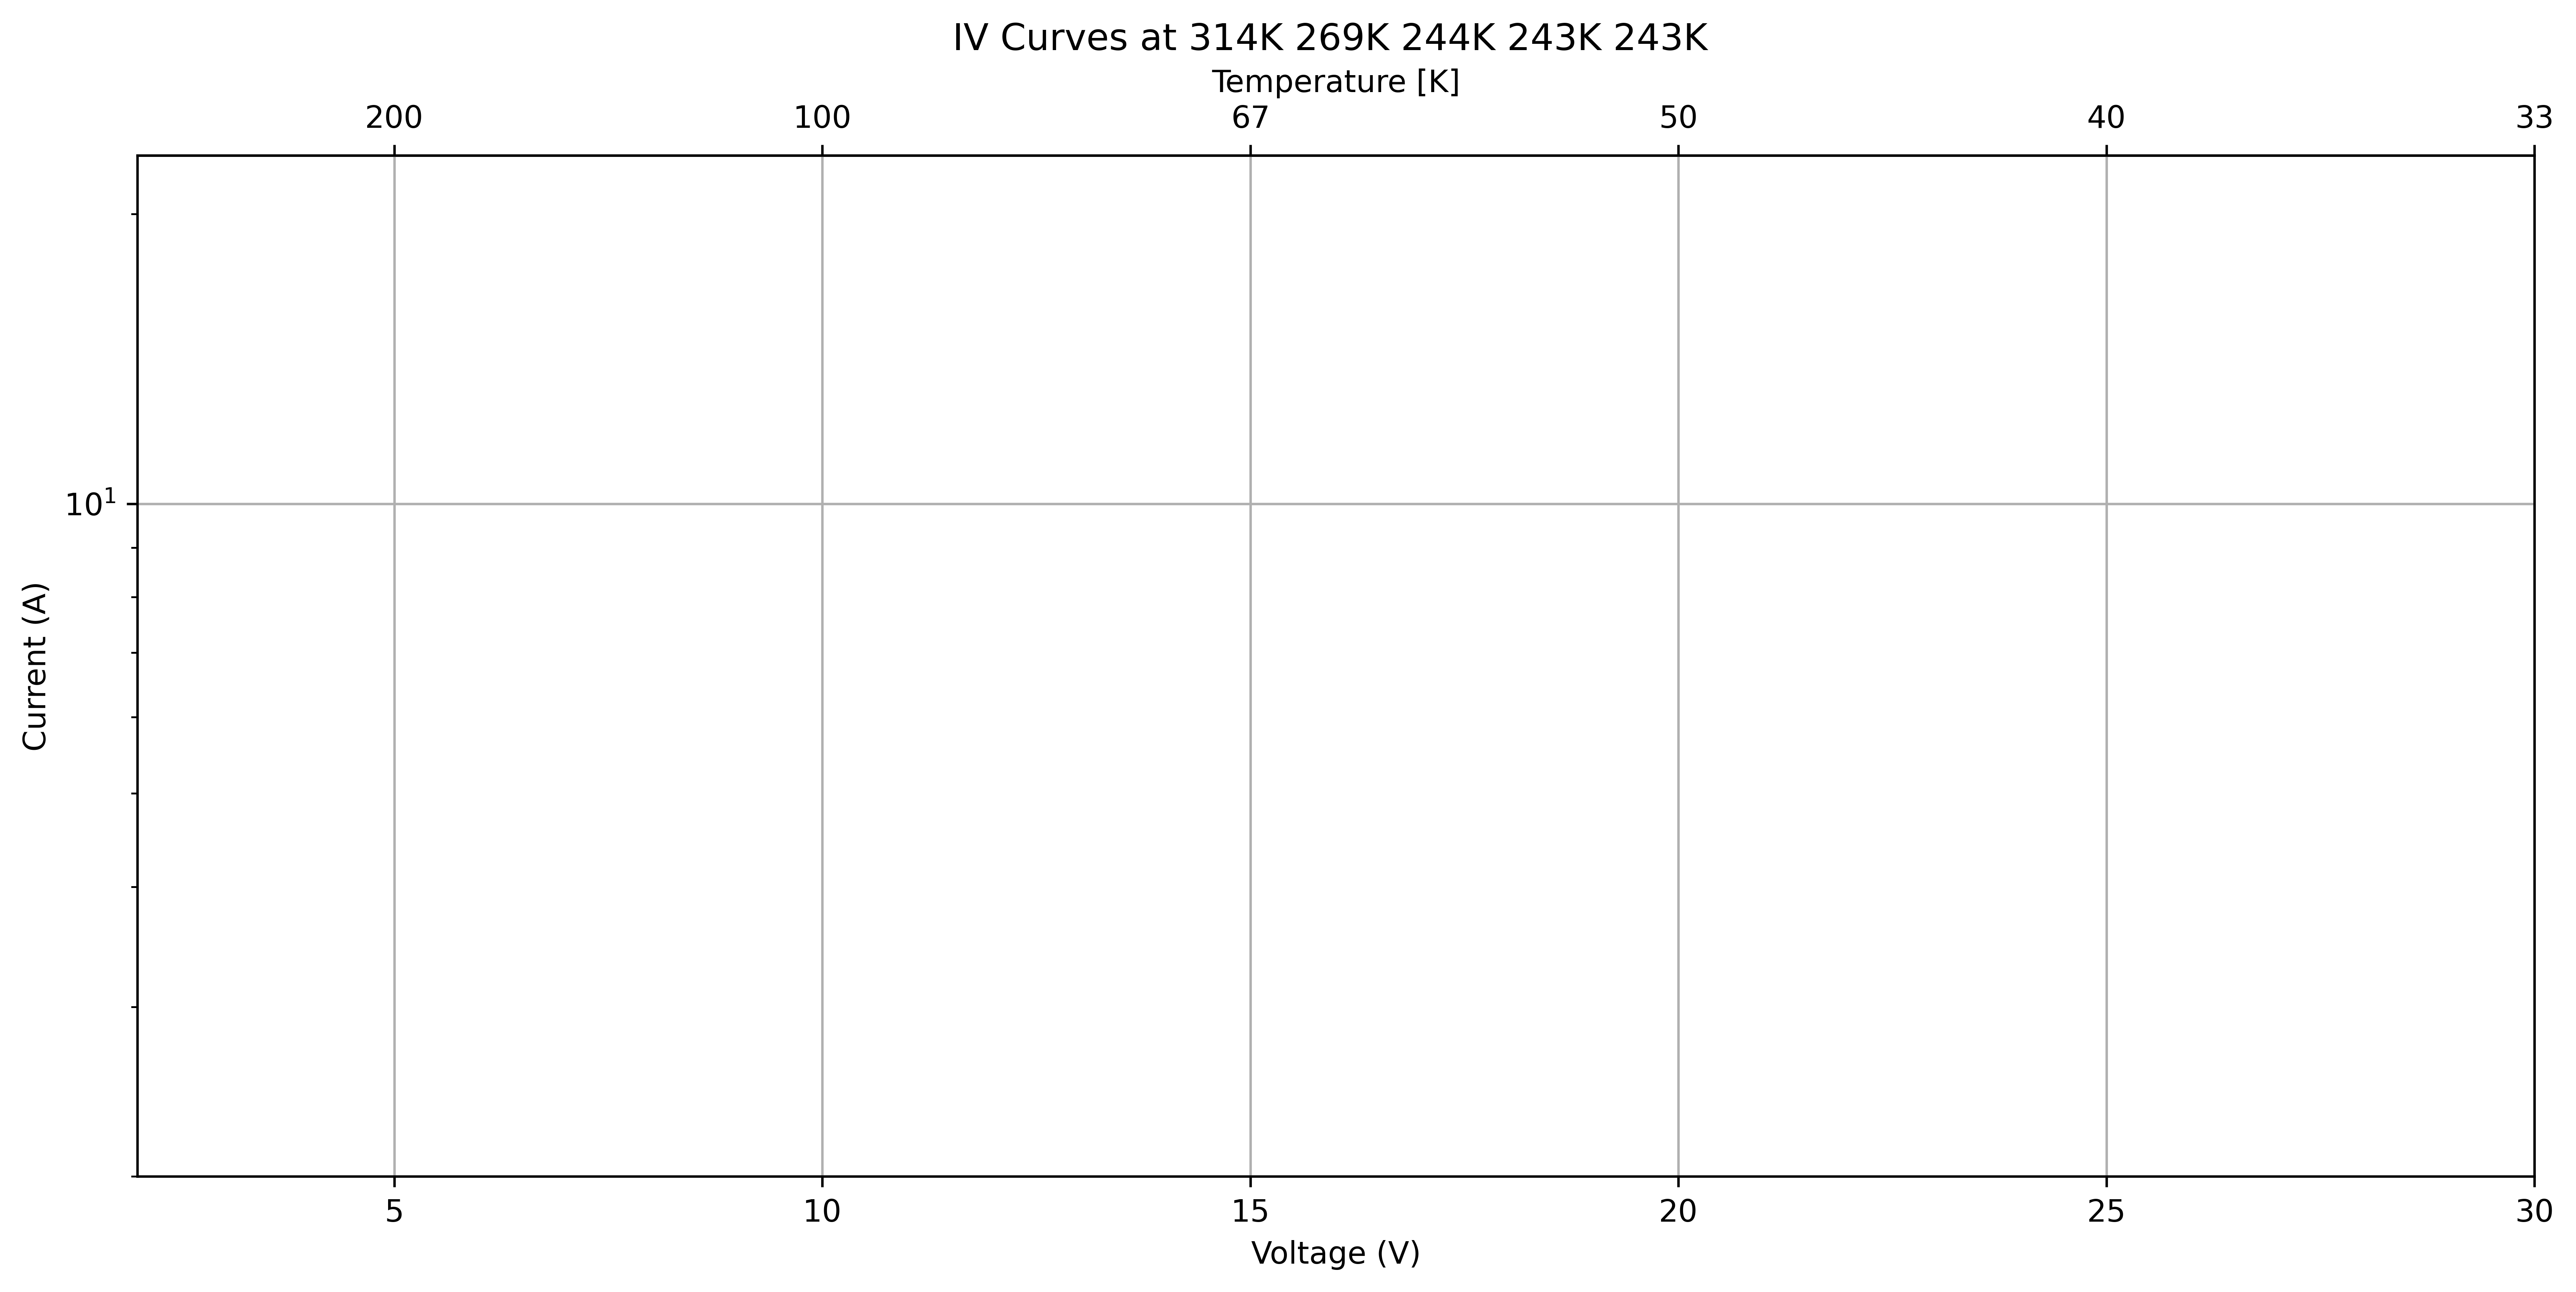 IV Curves at 314K 269K 244K 243K 243K
Temperature [K]
200 100 67 50 40 33
10¹
Current (A)
5 10 15 20 25 30
Voltage (V)